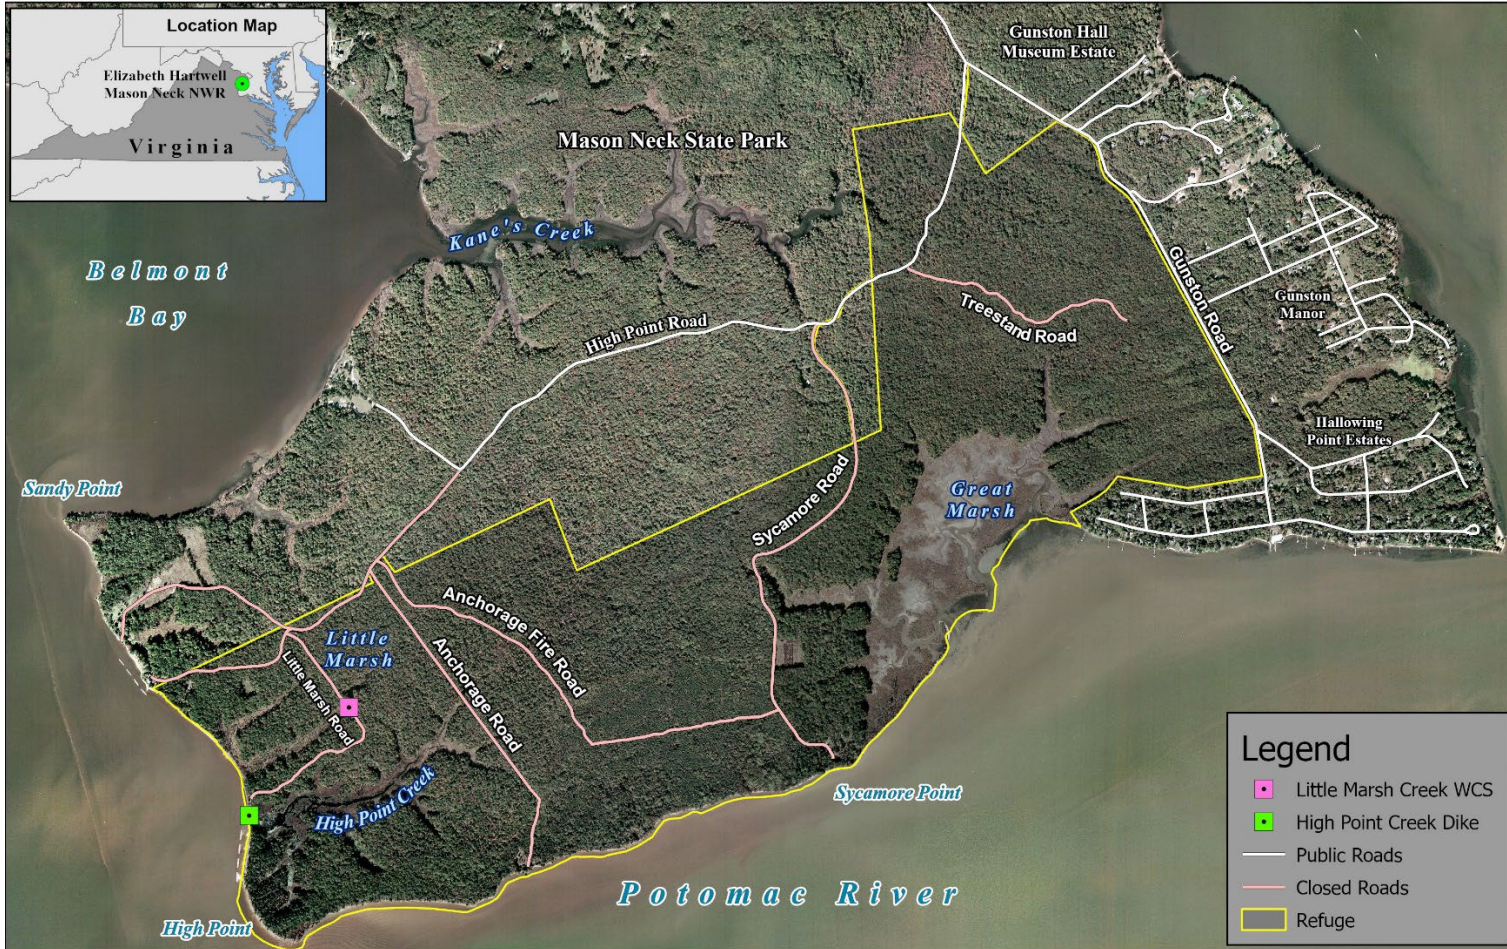 Location Map
Elizabeth Hartwell
Mason Neck NWR
Virginia
Gunston Hall
Museum Estate
Mason Neck State Park
Kane's Creek
Belmont
Bay
High Point Road
Treestand Road
Gunston Road
Gunston
Manor
Hallowing
Point Estates
Sandy Point
Sycamore Road
Great
Marsh
Anchorage Fire Road
Little
Marsh
Little Marsh Road
Anchorage Road
High Point Creek
Sycamore Point
Potomac River
High Point
Legend
Little Marsh Creek WCS
High Point Creek Dike
Public Roads
Closed Roads
Refuge